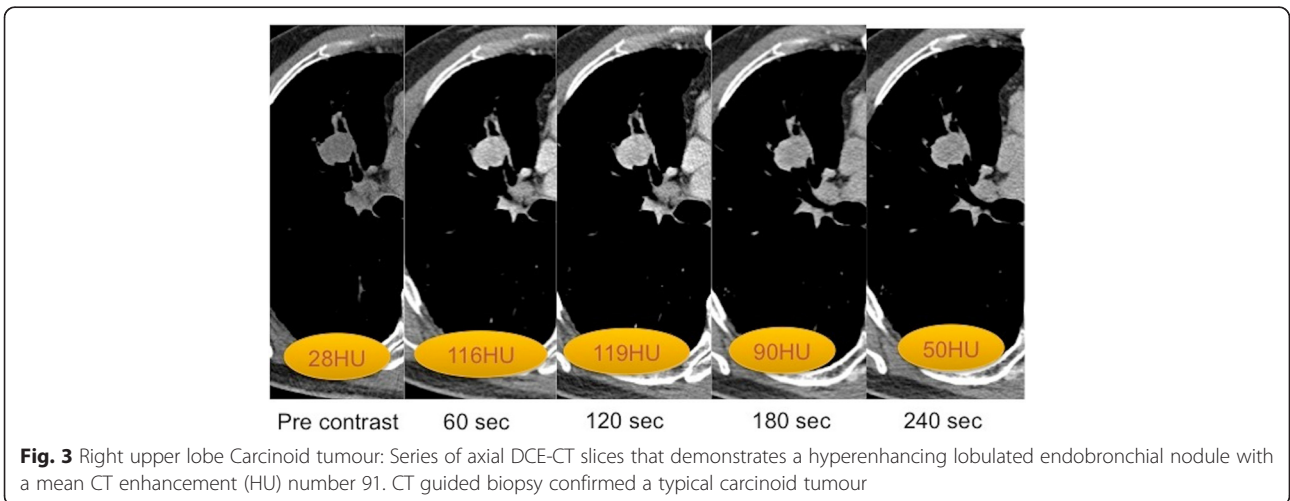 28HU 116HU 119HU 90HU 50HU
Pre contrast 60 sec 120 sec 180 sec 240 sec
Fig. 3 Right upper lobe Carcinoid tumour: Series of axial DCE-CT slices that demonstrates a hyperenhancing lobulated endobronchial nodule with
a mean CT enhancement (HU) number 91. CT guided biopsy confirmed a typical carcinoid tumour